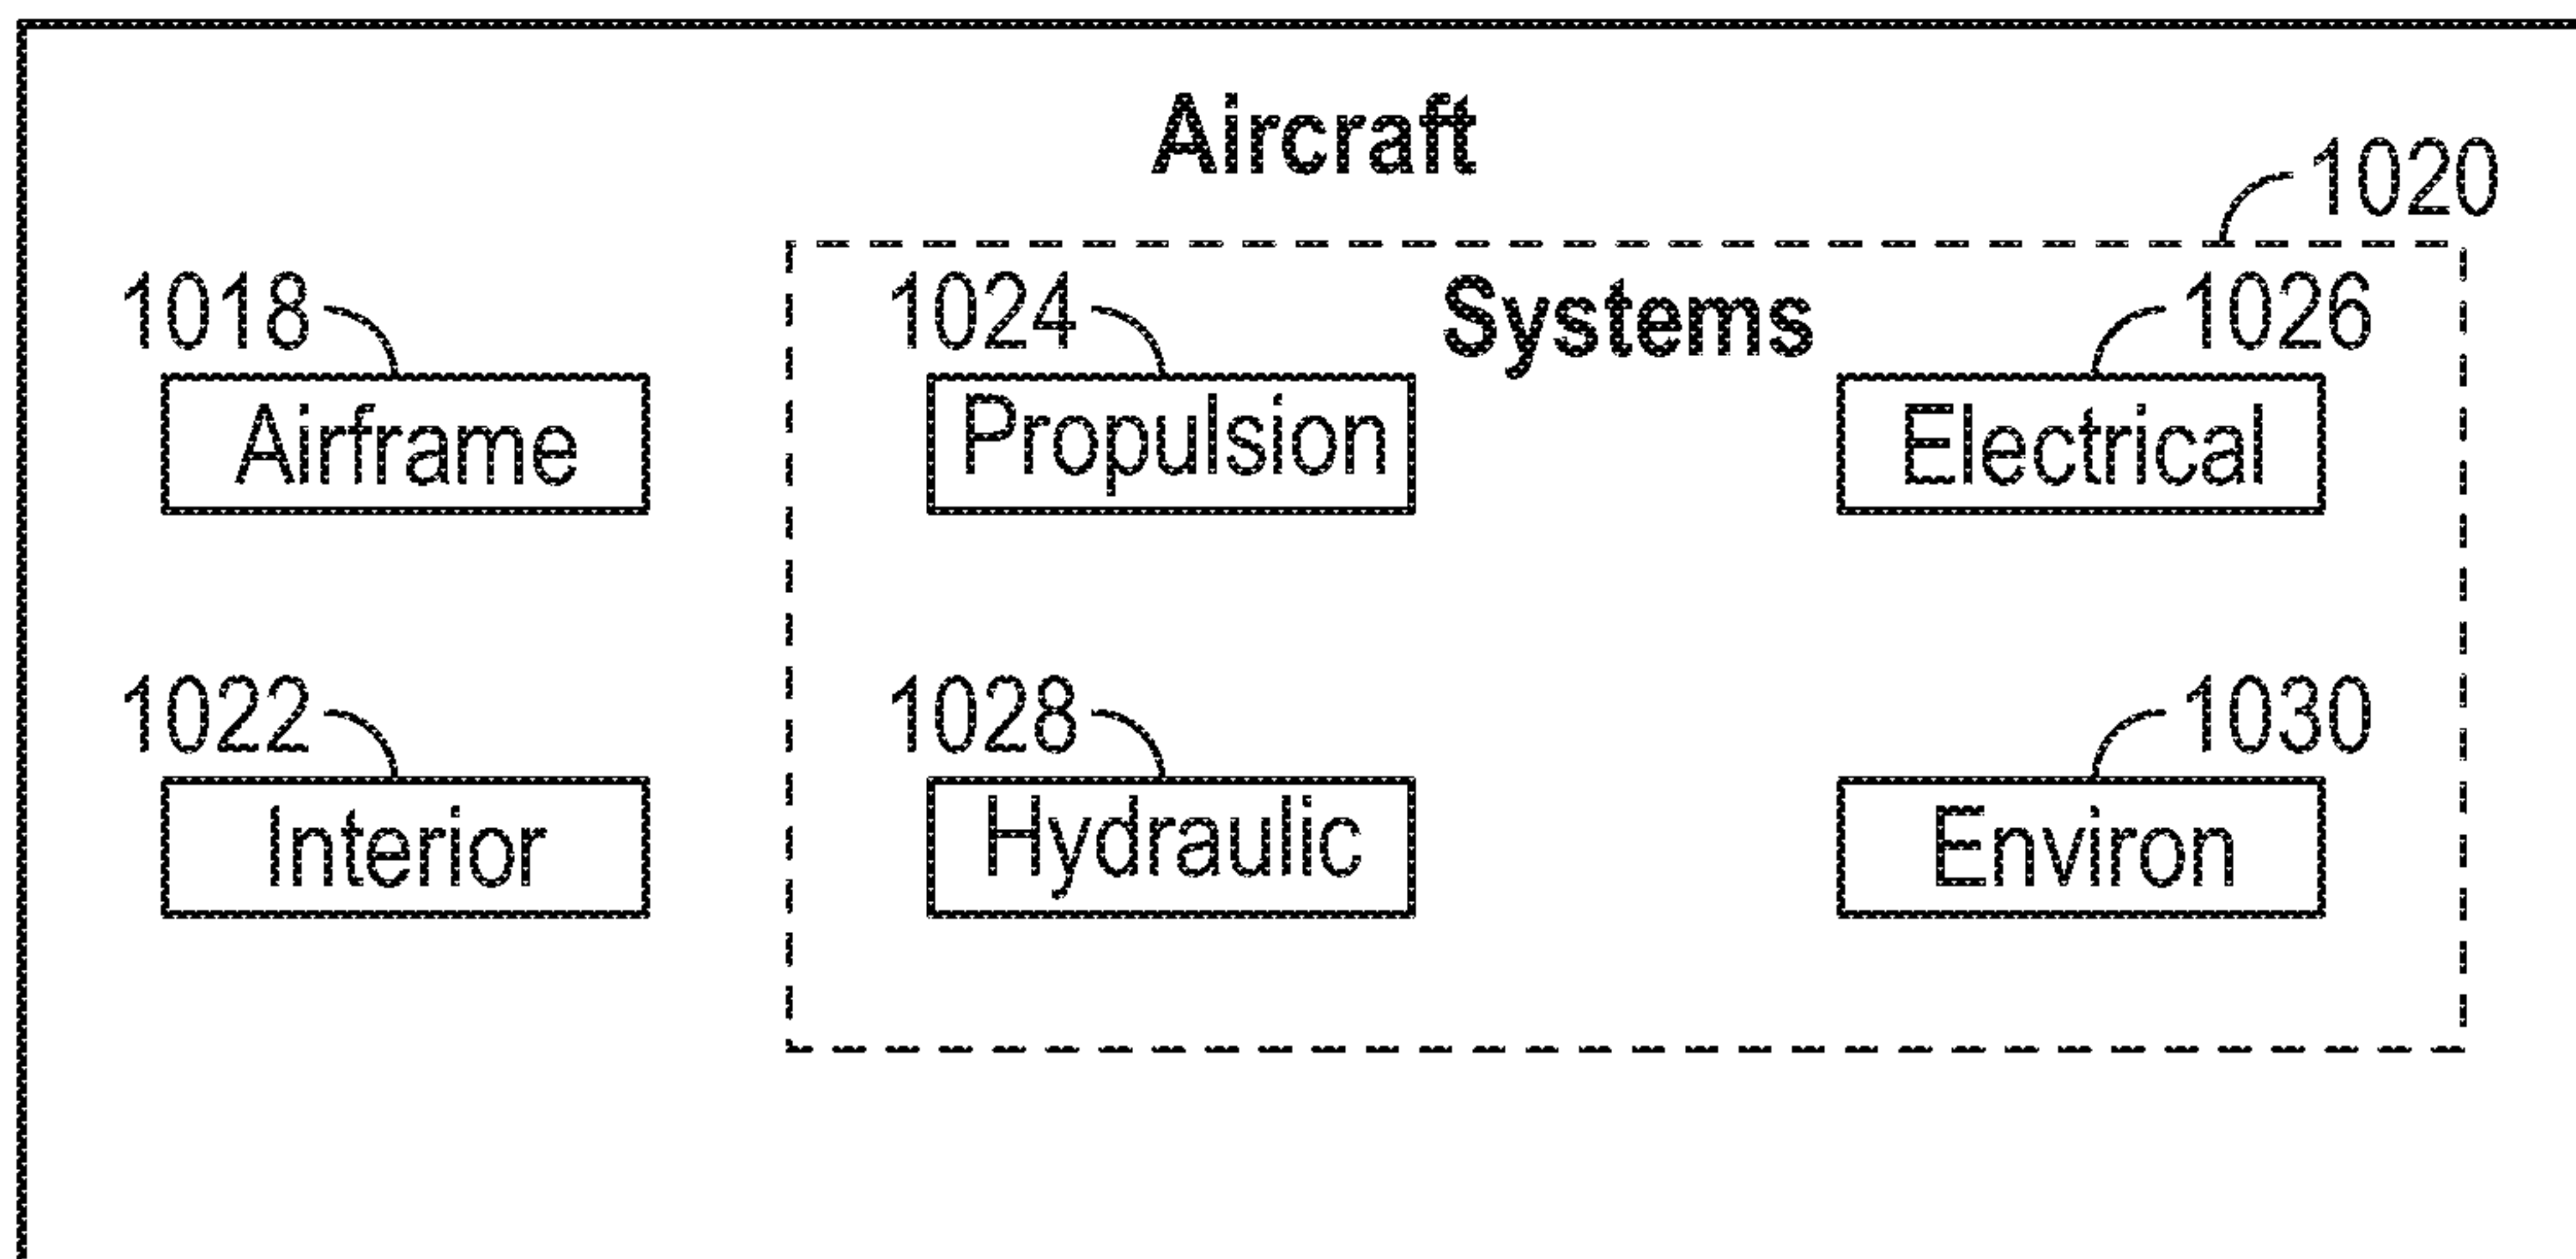 Aircraft
1020
1018
1024
Systems
1026
Airframe
Propulsion
Electrical
1022
1028
1030
Interior
Hydraulic
Environ